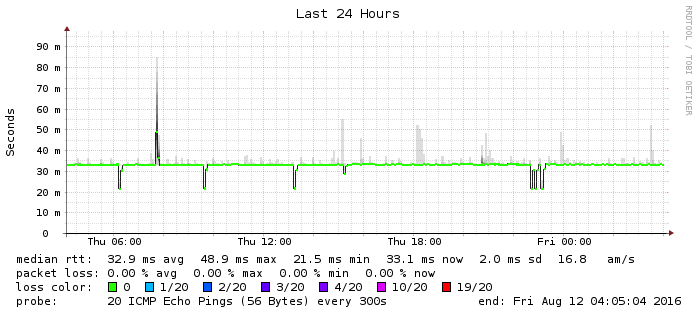 Last 24 Hours
RRDTOOL / TOBI OETIKER
Seconds
90 m
80 m
70 m
60 m
50 m
40 m
30 m
20 m
10 m
0
Thu 06:00 Thu 12:00 Thu 18:00 Fri 00:00
median rtt: 32.9 ms avg 48.9 ms max 21.5 ms min 33.1 ms now 2.0 ms sd 16.8 am/s
packet loss: 0.00 % avg 0.00 % max 0.00 % min 0.00 % now
loss color: 0 1/20 2/20 3/20 4/20 10/20 19/20
probe: 20 ICMP Echo Pings (56 Bytes) every 300s end: Fri Aug 12 04:05:04 2016